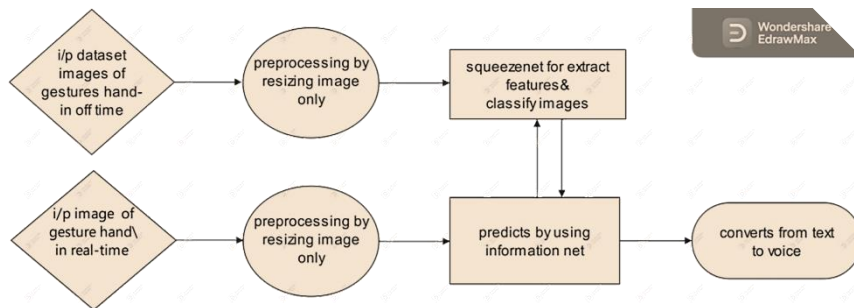 i/p dataset
images of
gestures hand-
in off time
preprocessing by
resizing image
only
squeezenet for extract
features&
classify images
Wondershare
EdrawMax
i/p image of
gesture hand\
in real-time
preprocessing by
resizing image
only
predicts by using
information net
converts from text
to voice